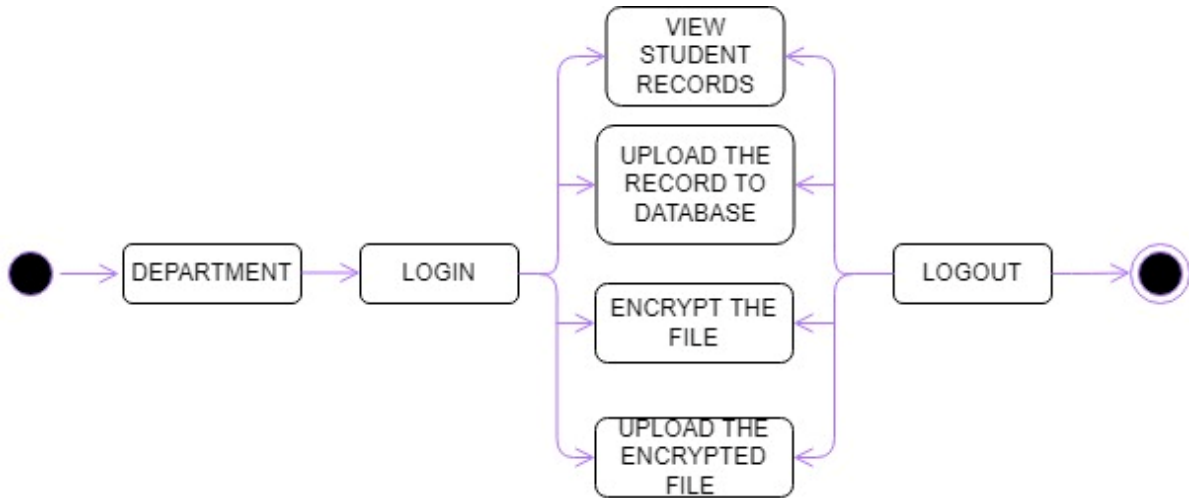 DEPARTMENT
LOGIN
VIEW
STUDENT
RECORDS
UPLOAD THE
RECORD TO
DATABASE
ENCRYPT THE
FILE
UPLOAD THE
ENCRYPTED
FILE
LOGOUT